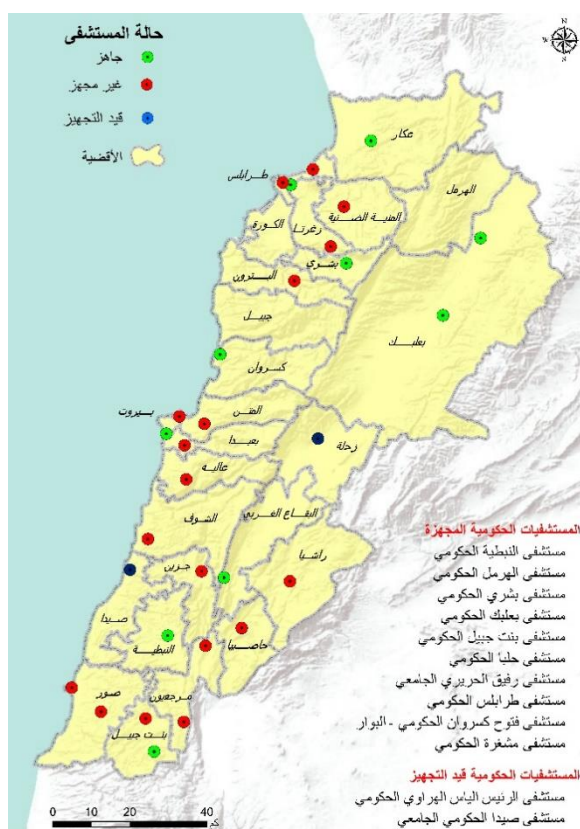 حالة المستشفى
جاهز
غير مجهز
قيد التجهيز
الأقضية
عكار
طرابلس
الهرمل
المنية الضنية
زغرتا
الكورة
بشري
البترون
جبيل
بعلبك
كسروان
المتن
بيروت
بعبدا
زحلة
عاليه
الشوف
البقاع الغربي
راشيا
جزين
صيدا
النبطية
حاصبيا
صور
مرجعيون
بنت جبيل
المستشفيات الحكومية المجهزة
مستشفى النبطية الحكومي
مستشفى الهرمل الحكومي
مستشفى بشري الحكومي
مستشفى بعلبك الحكومي
مستشفى بنت جبيل الحكومي
مستشفى حلبا الحكومي
مستشفى رفيق الحريري الجامعي
مستشفى طرابلس الحكومي
مستشفى فتوح كسروان الحكومي - البوار
مستشفى مشغرة الحكومي
المستشفيات الحكومية قيد التجهيز
مستشفى الرئيس الياس الهراوي الحكومي
مستشفى صيدا الحكومي الجامعي
0 10 20 40
كم